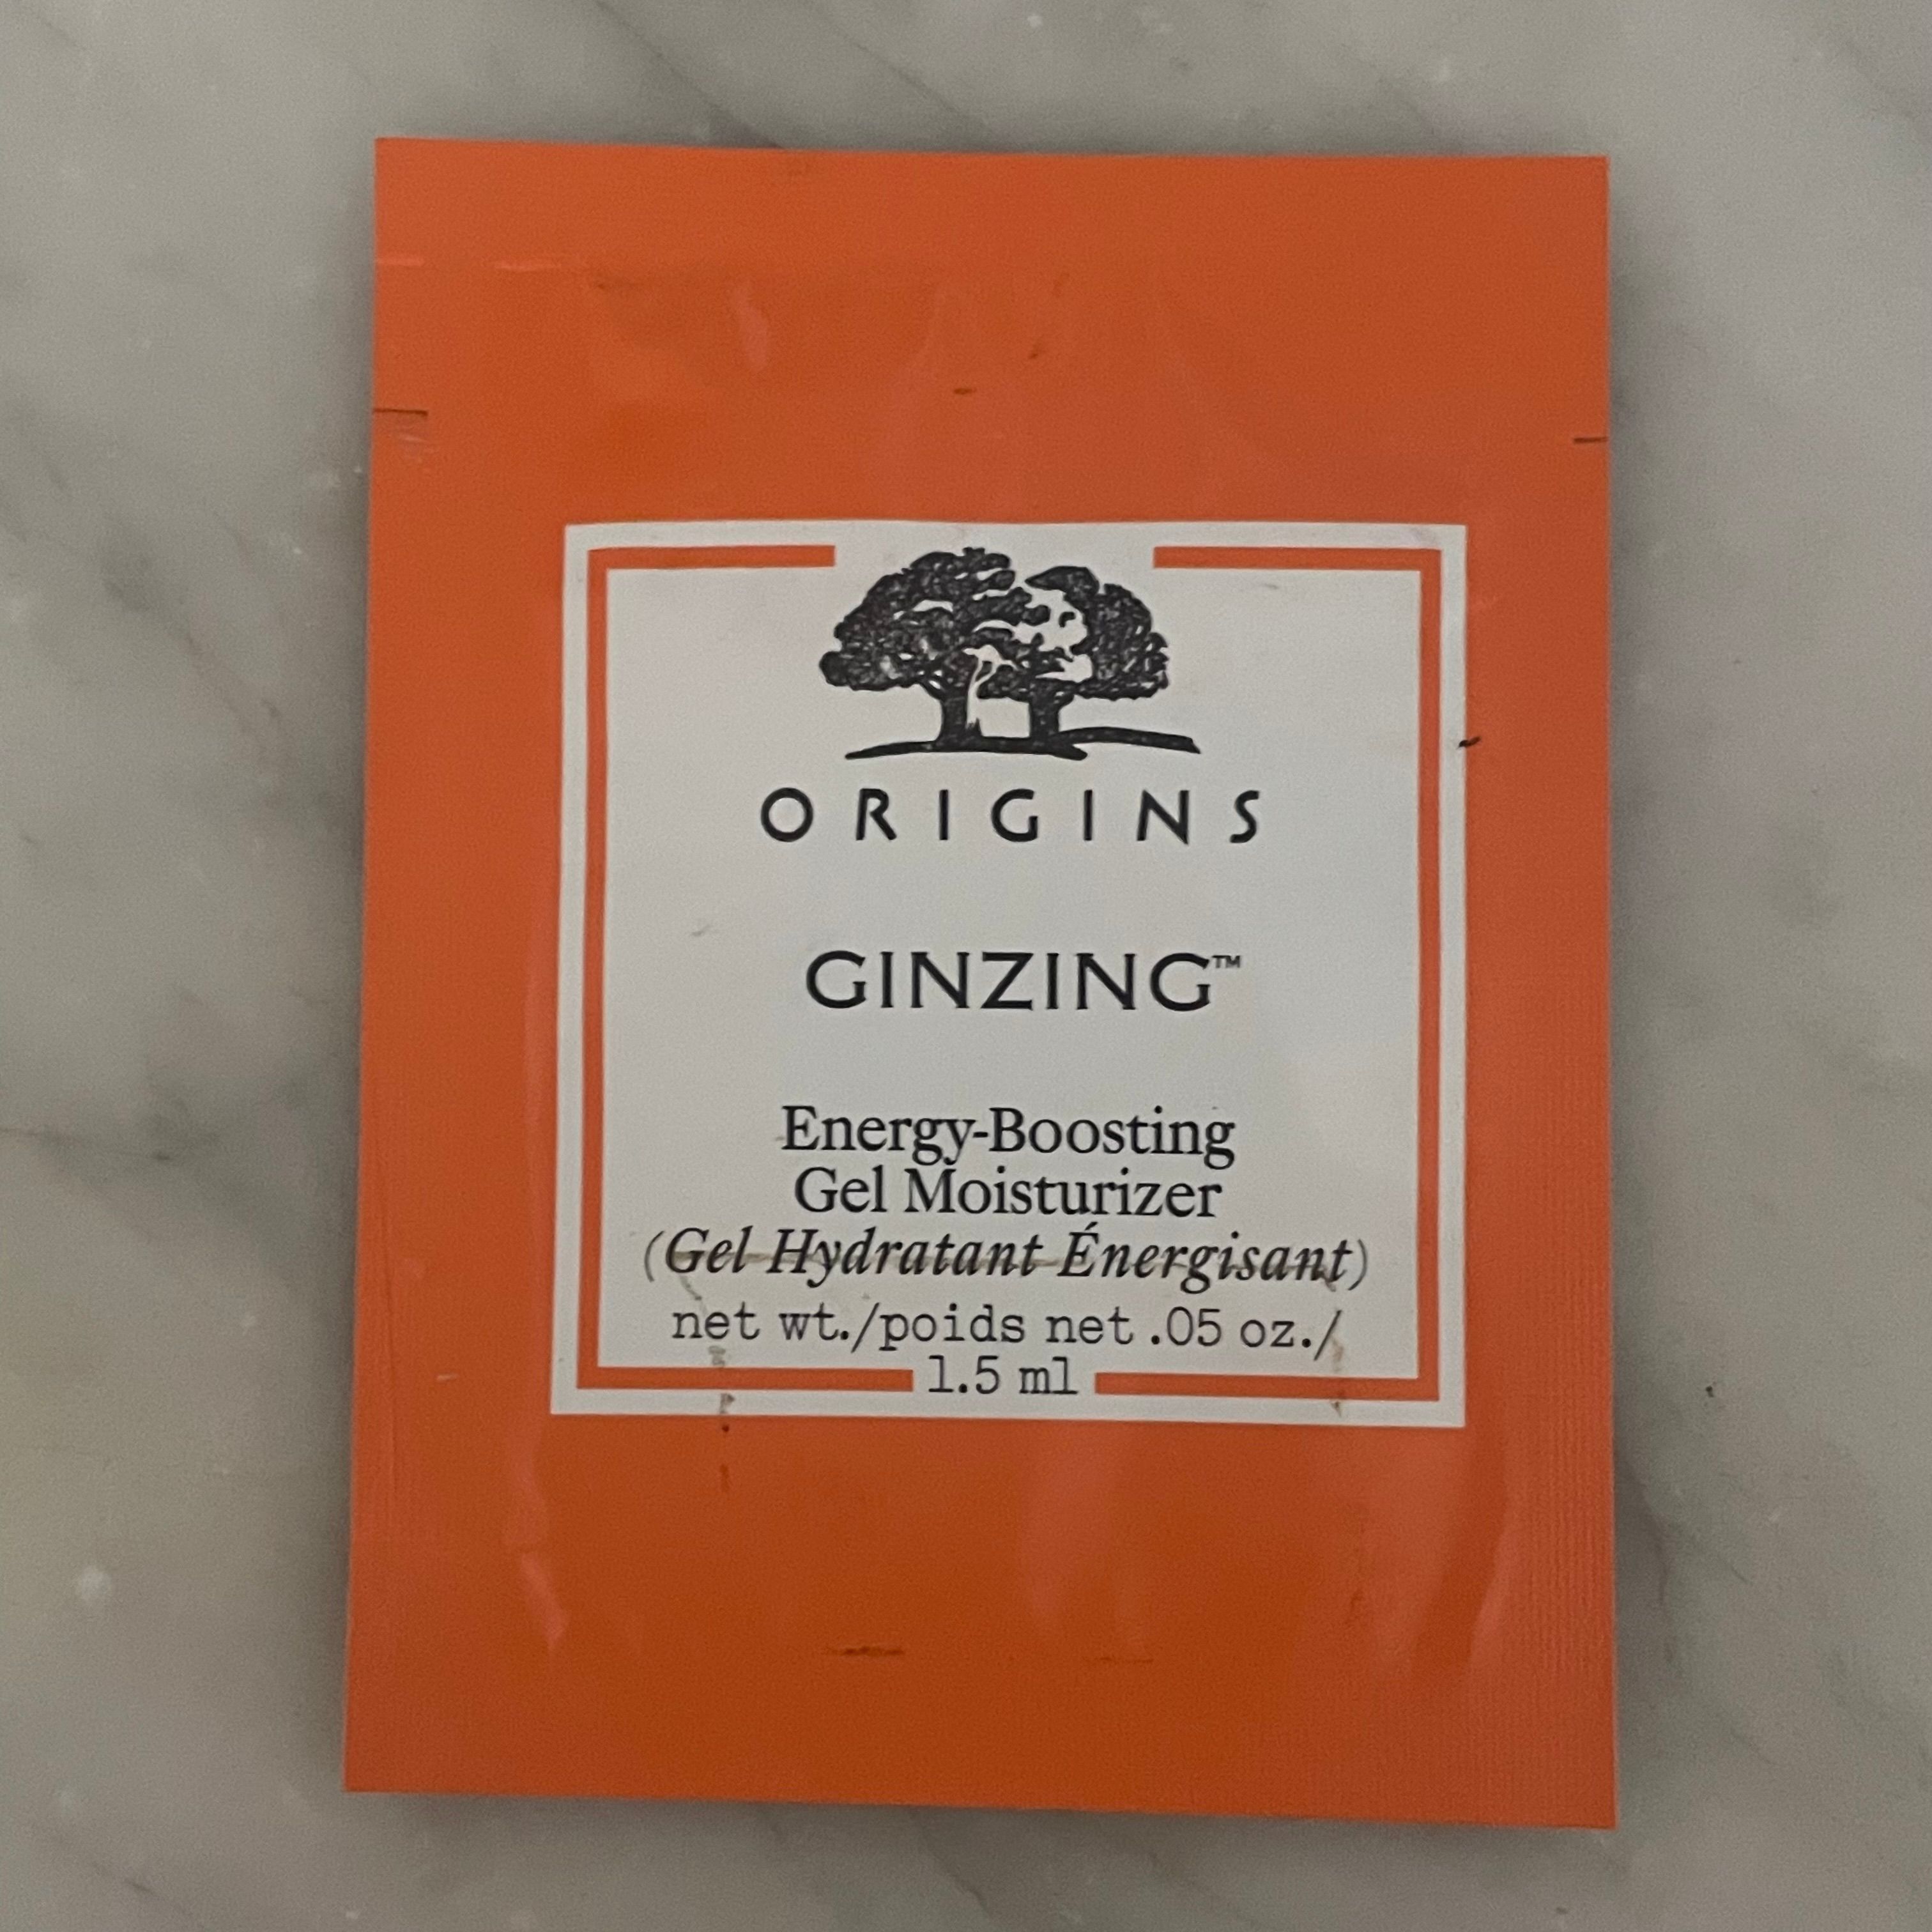 ORIGINS
GINZING™
Energy-Boosting
Gel Moisturizer
(Gel Hydratant Énergisant)
net wt./poids net .05 oz./
1.5 ml